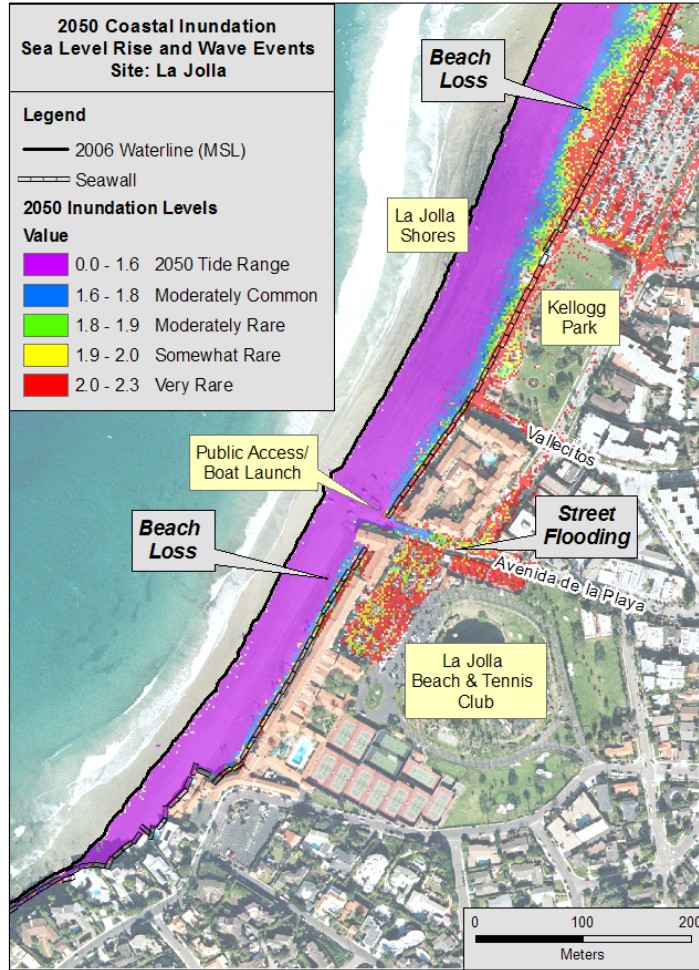 2050 Coastal Inundation
Sea Level Rise and Wave Events
Site: La Jolla
Legend
2006 Waterline (MSL)
Seawall
2050 Inundation Levels
Value
0.0 - 1.6 2050 Tide Range
1.6 - 1.8 Moderately Common
1.8 - 1.9 Moderately Rare
1.9 - 2.0 Somewhat Rare
2.0 - 2.3 Very Rare
Beach
Loss
La Jolla
Shores
Kellogg
Park
Vallecitos
Public Access/
Boat Launch
Beach
Loss
Street
Flooding
Avenida de la Playa
La Jolla
Beach & Tennis
Club
0 100 200
Meters